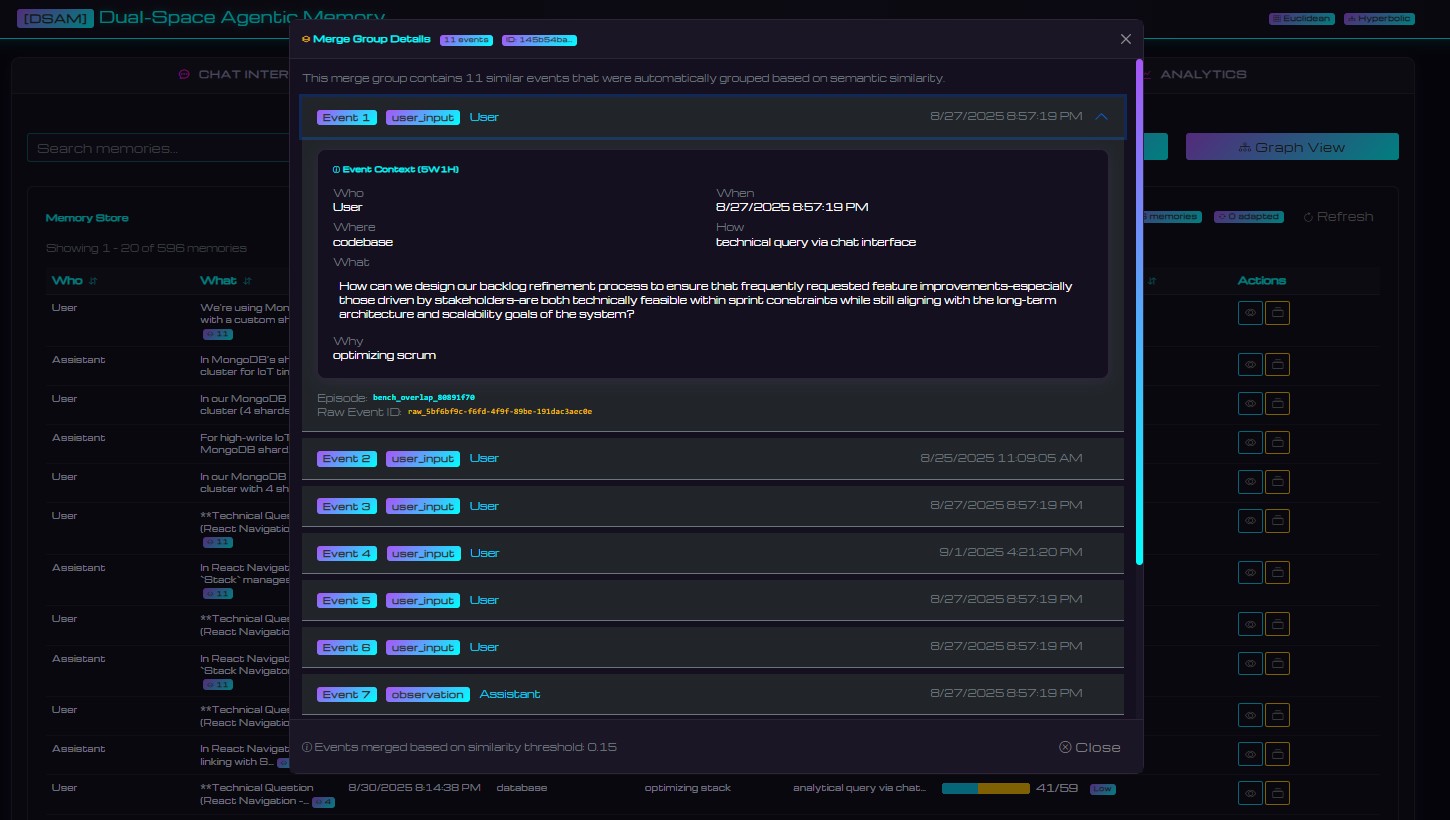 [DSAM] Dual-Space Agentic Memory
Euclidean Hyperbolic
CHAT INTER
ANALYTICS
Search memories...
Graph View
Memory Store
memories 0 adapted Refresh
Showing 1 - 20 of 596 memories
Who What
Actions
User We're using Mon
with a custom sh
11
Assistant In MongoDB's sh
cluster for IoT tin
User In our MongoDB
cluster (4 shards
Assistant For high-write IoT
MongoDB shard
User In our MongoDB
cluster with 4 sh
User **Technical Ques
(React Navigatio
11
Assistant In React Navigat
`Stack` manages
11
User **Technical Ques
(React Navigatio
Assistant In React Navigat
`Stack Navigato
11
User **Technical Ques
(React Navigatio
Assistant In React Navigat
linking with S...
User **Technical Question 8/30/2025 8:14:38 PM database optimizing stack analytical query via chat... 41/59 Low
(React Navigation -... 4
Merge Group Details 11 events 145b54ba...
This merge group contains 11 similar events that were automatically grouped based on semantic similarity.
Event 1 user_input User 8/27/2025 8:57:19 PM
Event Context (5W1H)
Who When
User 8/27/2025 8:57:19 PM
Where How
codebase technical query via chat interface
What
How can we design our backlog refinement process to ensure that frequently requested feature improvements-especially
those driven by stakeholders-are both technically feasible within sprint constraints while still aligning with the long-term
architecture and scalability goals of the system?
Why
optimizing scrum
Episode: bench_overlap_80891f70
Raw Event ID: raw_5bf6bf9c-f6fd-4f9f-89be-191dac3aec0e
Event 2 user_input User 8/25/2025 11:09:05 AM
Event 3 user_input User 8/27/2025 8:57:19 PM
Event 4 user_input User 9/1/2025 4:21:20 PM
Event 5 user_input User 8/27/2025 8:57:19 PM
Event 6 user_input User 8/27/2025 8:57:19 PM
Event 7 observation Assistant 8/27/2025 8:57:19 PM
Events merged based on similarity threshold: 0.15
Close